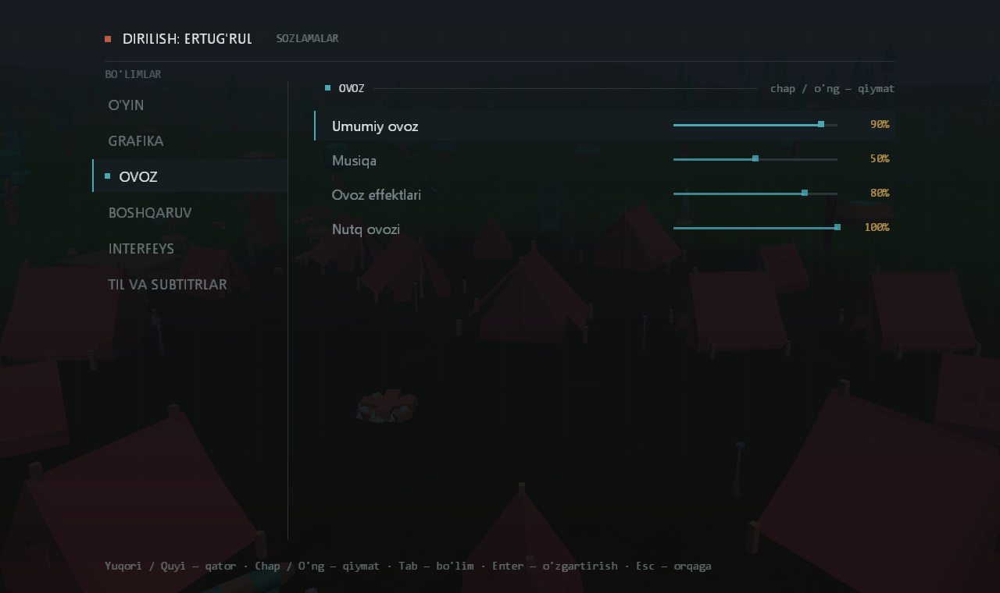 DIRILISH: ERTUG'RUL SOZLAMALAR
BO'LIMLAR
O'YIN
GRAFIKA
OVOZ
BOSHQARUV
INTERFEYS
TIL VA SUBTITRLAR
OVOZ chap / o'ng — qiymat
Umumiy ovoz 90%
Musiqa 50%
Ovoz effektlari 80%
Nutq ovozi 100%
Yuqori / Quyi — qator · Chap / O'ng — qiymat · Tab — bo'lim · Enter — o'zgartirish · Esc — orqaga